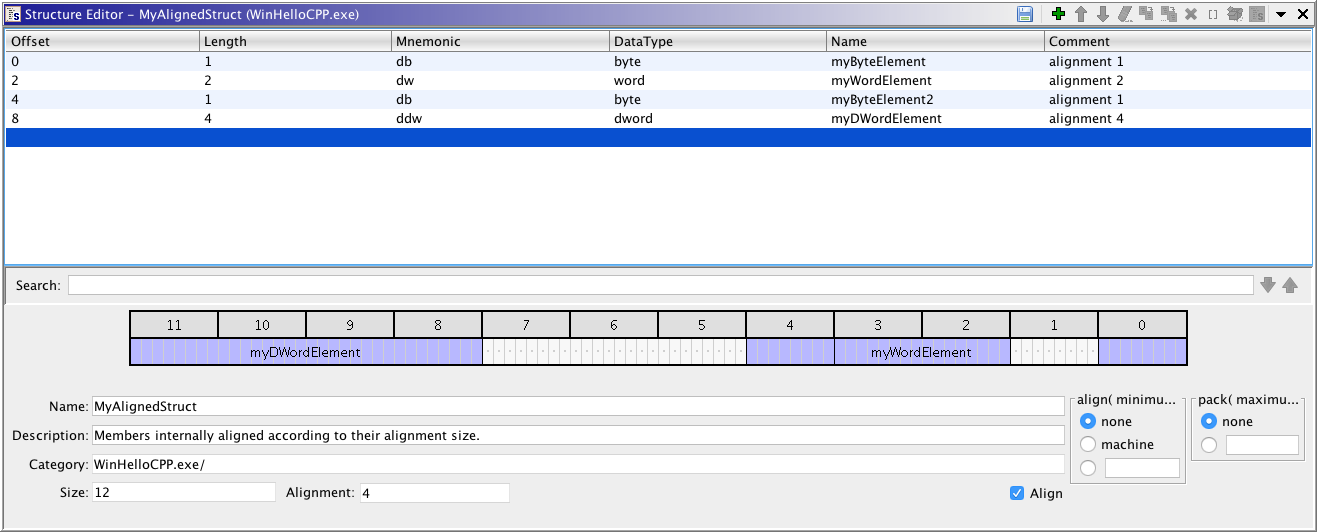 Structure Editor – MyAlignedStruct (WinHelloCPP.exe)
Offset Length Mnemonic DataType Name Comment
0 1 db byte myByteElement alignment 1
2 2 dw word myWordElement alignment 2
4 1 db byte myByteElement2 alignment 1
8 4 ddw dword myDWordElement alignment 4
Search:
11 10 9 8 7 6 5 4 3 2 1 0
myDWordElement myWordElement
Name: MyAlignedStruct
Description: Members internally aligned according to their alignment size.
Category: WinHelloCPP.exe/
Size: 12 Alignment: 4
Align
align( minimu...
none
machine
pack( maximu...
none